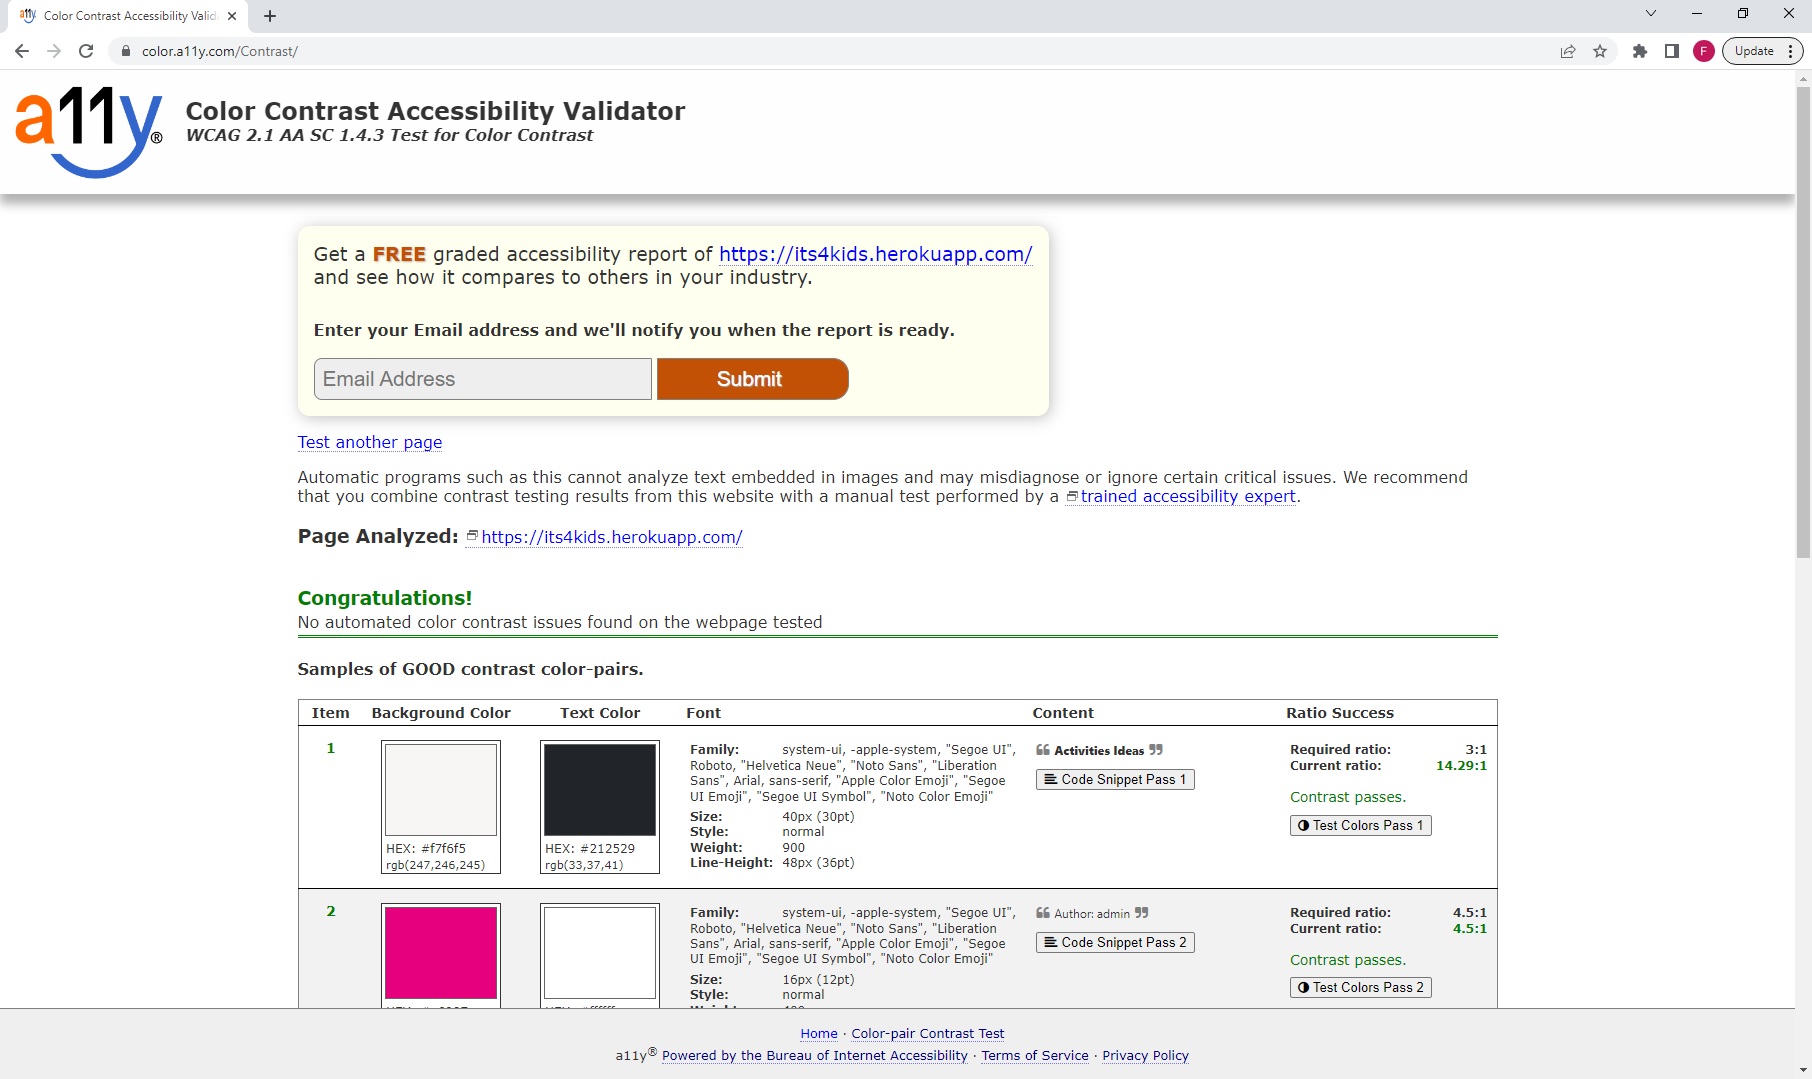 a11y Color Contrast Accessibility Valid
color.a11y.com/Contrast/
F
Update
a11y®
Color Contrast Accessibility Validator
WCAG 2.1 AA SC 1.4.3 Test for Color Contrast
Get a FREE graded accessibility report of https://its4kids.herokuapp.com/
and see how it compares to others in your industry.
Enter your Email address and we'll notify you when the report is ready.
Email Address Submit
Test another page
Automatic programs such as this cannot analyze text embedded in images and may misdiagnose or ignore certain critical issues. We recommend
that you combine contrast testing results from this website with a manual test performed by a trained accessibility expert.
Page Analyzed: https://its4kids.herokuapp.com/
Congratulations!
No automated color contrast issues found on the webpage tested
Samples of GOOD contrast color-pairs.
Item Background Color Text Color Font Content Ratio Success
1
HEX: #f7f6f5
rgb(247,246,245)
HEX: #212529
rgb(33,37,41)
Family: system-ui, -apple-system, "Segoe UI",
Roboto, "Helvetica Neue", "Noto Sans", "Liberation
Sans", Arial, sans-serif, "Apple Color Emoji", "Segoe
UI Emoji", "Segoe UI Symbol", "Noto Color Emoji"
Size: 40px (30pt)
Style: normal
Weight: 900
Line-Height: 48px (36pt)
❝ Activities Ideas ❞
Code Snippet Pass 1
Required ratio: 3:1
Current ratio: 14.29:1
Contrast passes.
Test Colors Pass 1
2
Family: system-ui, -apple-system, "Segoe UI",
Roboto, "Helvetica Neue", "Noto Sans", "Liberation
Sans", Arial, sans-serif, "Apple Color Emoji", "Segoe
UI Emoji", "Segoe UI Symbol", "Noto Color Emoji"
Size: 16px (12pt)
Style: normal
❝ Author: admin ❞
Code Snippet Pass 2
Required ratio: 4.5:1
Current ratio: 4.5:1
Contrast passes.
Test Colors Pass 2
Home · Color-pair Contrast Test
a11y® Powered by the Bureau of Internet Accessibility · Terms of Service · Privacy Policy